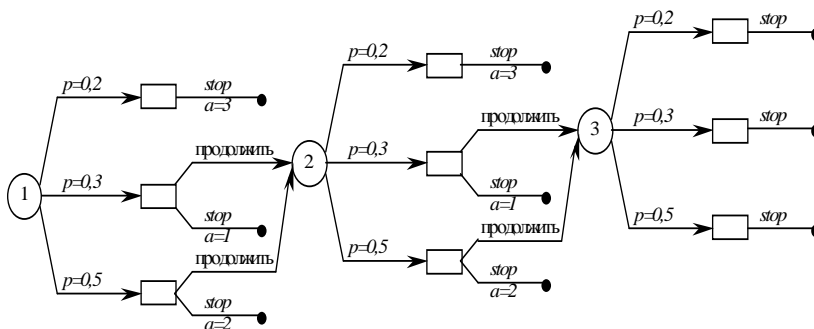 p=0,2
stop
a=3
продолжить
1
p=0,3
stop
a=1
продолжить
p=0,5
stop
a=2
p=0,2
stop
a=3
продолжить
2
p=0,3
stop
a=1
продолжить
p=0,5
stop
a=2
p=0,2
stop
3
p=0,3
stop
p=0,5
stop